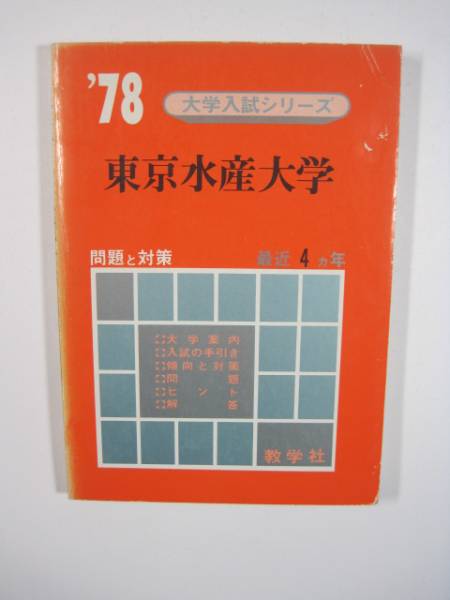 '78
大学入試シリーズ
東京水産大学
問題と対策
最近4ヵ年
大学案内
入試の手引き
傾向と対策
問題
ヒント
解答
教学社